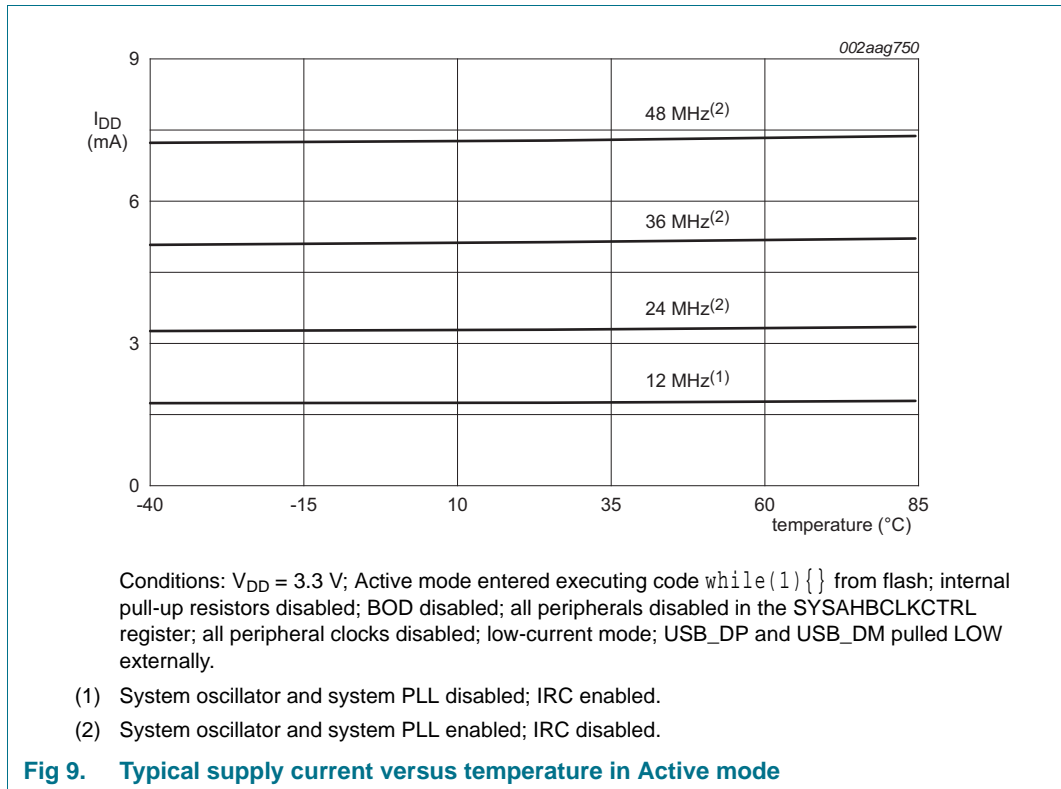 002aag750
9
I_DD
(mA)
48 MHz(2)
6
36 MHz(2)
24 MHz(2)
3
12 MHz(1)
0
-40 -15 10 35 60 85
temperature (°C)
Conditions: V_DD = 3.3 V; Active mode entered executing code while(1){} from flash; internal
pull-up resistors disabled; BOD disabled; all peripherals disabled in the SYSAHBCLKCTRL
register; all peripheral clocks disabled; low-current mode; USB_DP and USB_DM pulled LOW
externally.
(1) System oscillator and system PLL disabled; IRC enabled.
(2) System oscillator and system PLL enabled; IRC disabled.
Fig 9. Typical supply current versus temperature in Active mode